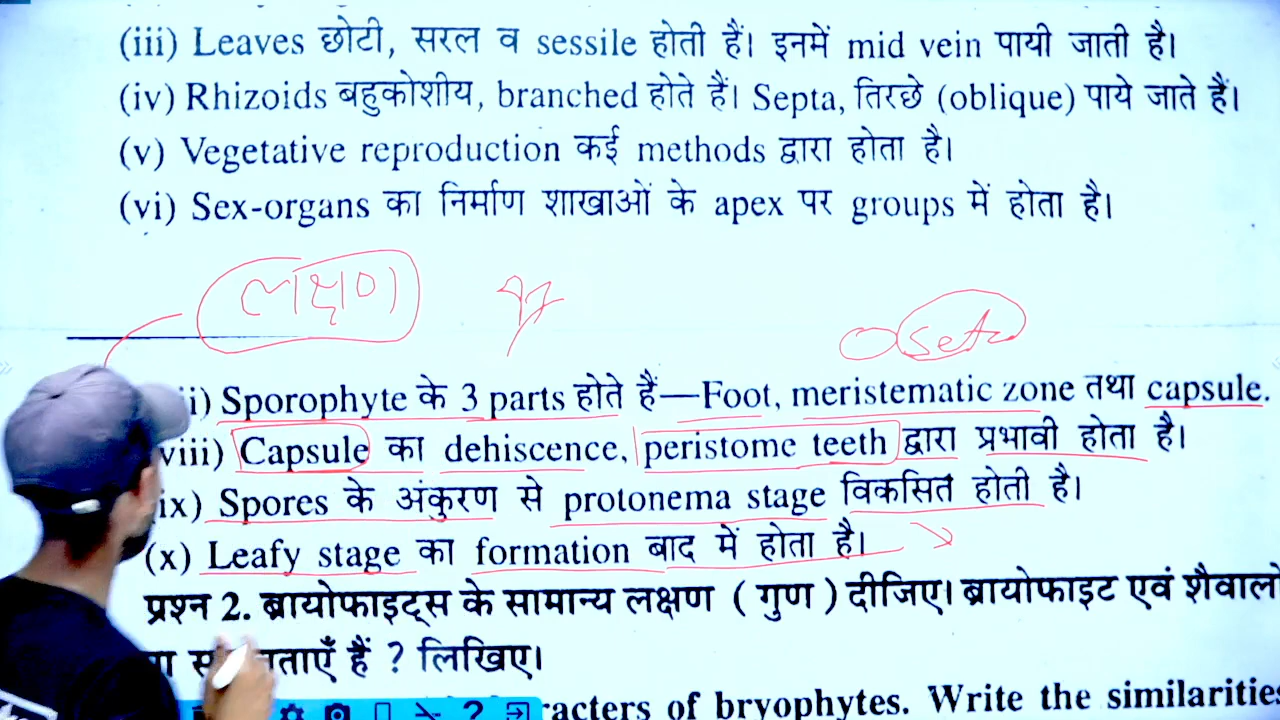 (iii) Leaves छोटी, सरल व sessile होती हैं। इनमें mid vein पायी जाती है।
(iv) Rhizoids बहुकोशीय, branched होते हैं। Septa, तिरछे (oblique) पाये जाते हैं।
(v) Vegetative reproduction कई methods द्वारा होता है।
(vi) Sex-organs का निर्माण शाखाओं के apex पर groups में होता है।
लक्षण
seta
ii) Sporophyte के 3 parts होते हैं—Foot, meristematic zone तथा capsule.
viii) Capsule का dehiscence, peristome teeth द्वारा प्रभावी होता है।
ix) Spores के अंकुरण से protonema stage विकसित होती है।
(x) Leafy stage का formation बाद में होता है।
प्रश्न 2. ब्रायोफाइट्स के सामान्य लक्षण ( गुण ) दीजिए। ब्रायोफाइट एवं शैवालो
हैं ? लिखिए।
racters of bryophytes. Write the similarities